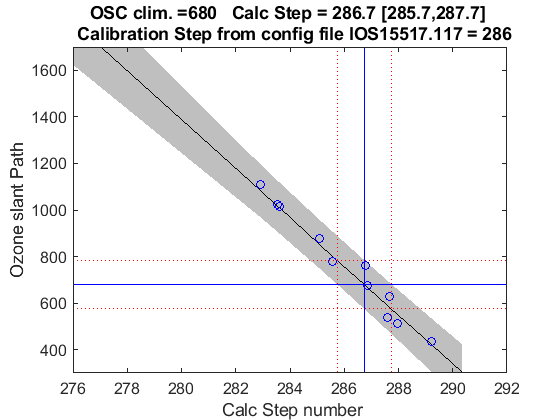 OSC clim. =680 Calc Step = 286.7 [285.7,287.7]
Calibration Step from config file IOS15517.117 = 286
1600
1400
1200
1000
800
600
400
Ozone slant Path
276 278 280 282 284 286 288 290 292
Calc Step number